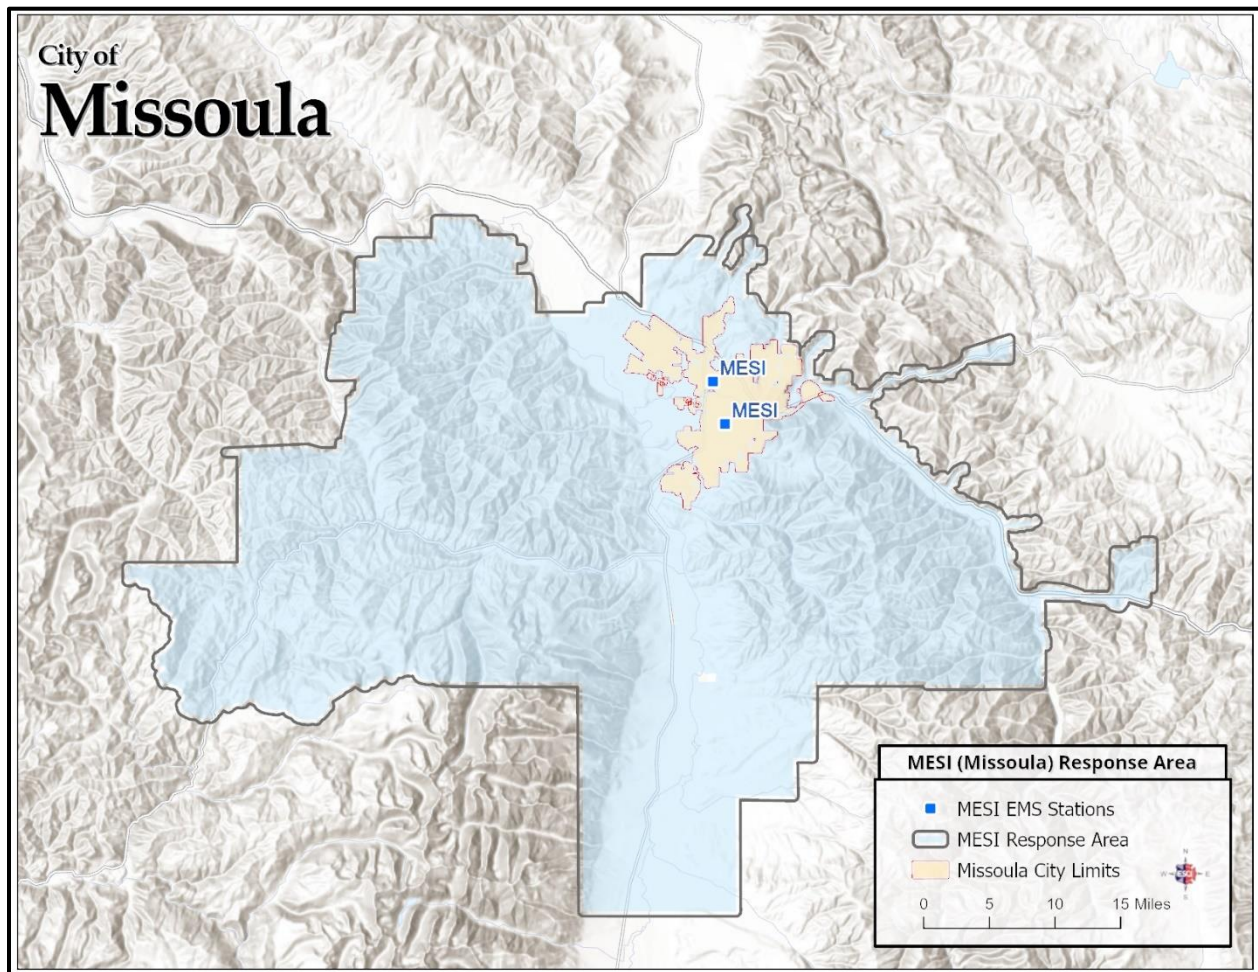 City of
Missoula
MESI
MESI
MESI (Missoula) Response Area
MESI EMS Stations
MESI Response Area
Missoula City Limits
N
W
ESCI
E
S
0 5 10 15 Miles